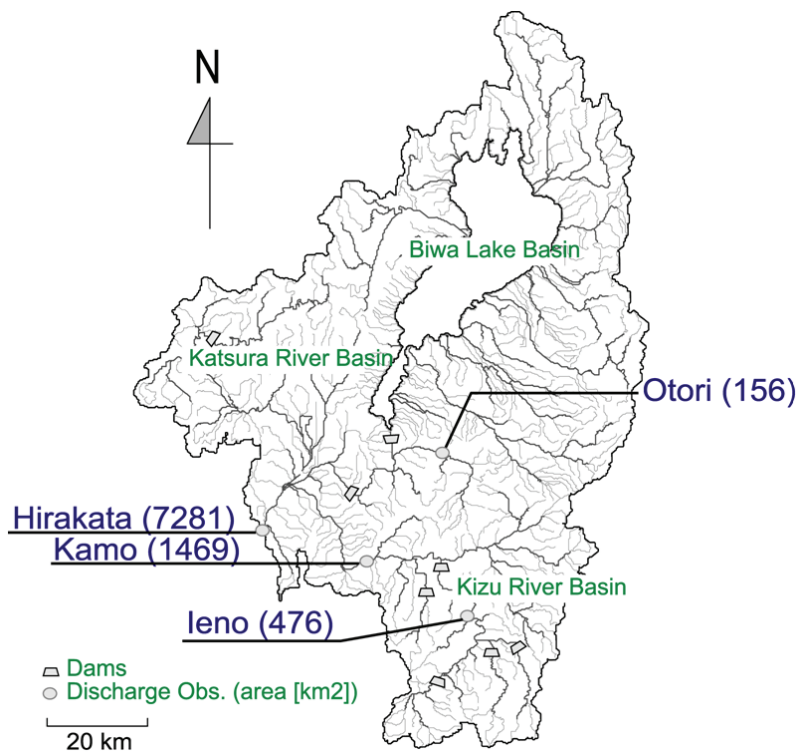 N
Biwa Lake Basin
Katsura River Basin
Otori (156)
Hirakata (7281)
Kamo (1469)
Kizu River Basin
Ieno (476)
Dams
Discharge Obs. (area [km2])
20 km